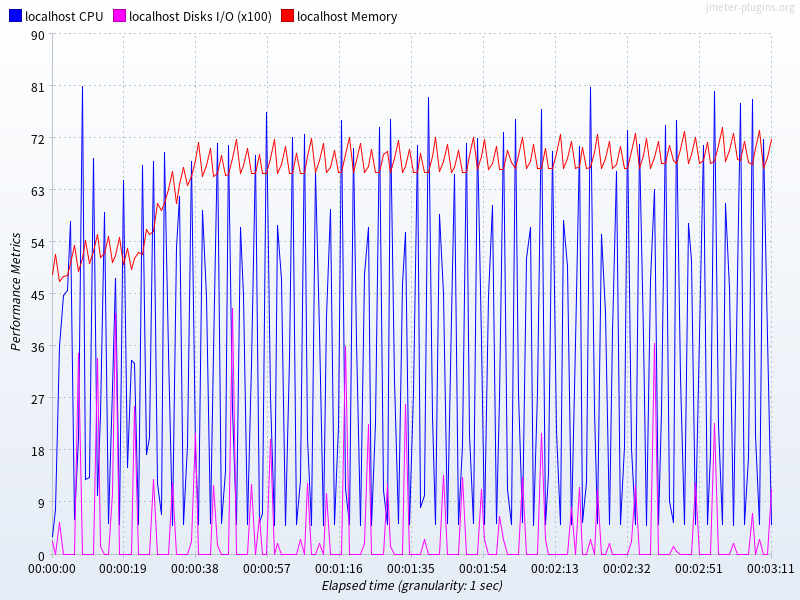 jmeter-plugins.org
localhost CPU localhost Disks I/O (x100) localhost Memory
90
81
72
63
54
45
36
27
18
9
0
Performance Metrics
00:00:00 00:00:19 00:00:38 00:00:57 00:01:16 00:01:35 00:01:54 00:02:13 00:02:32 00:02:51 00:03:11
Elapsed time (granularity: 1 sec)